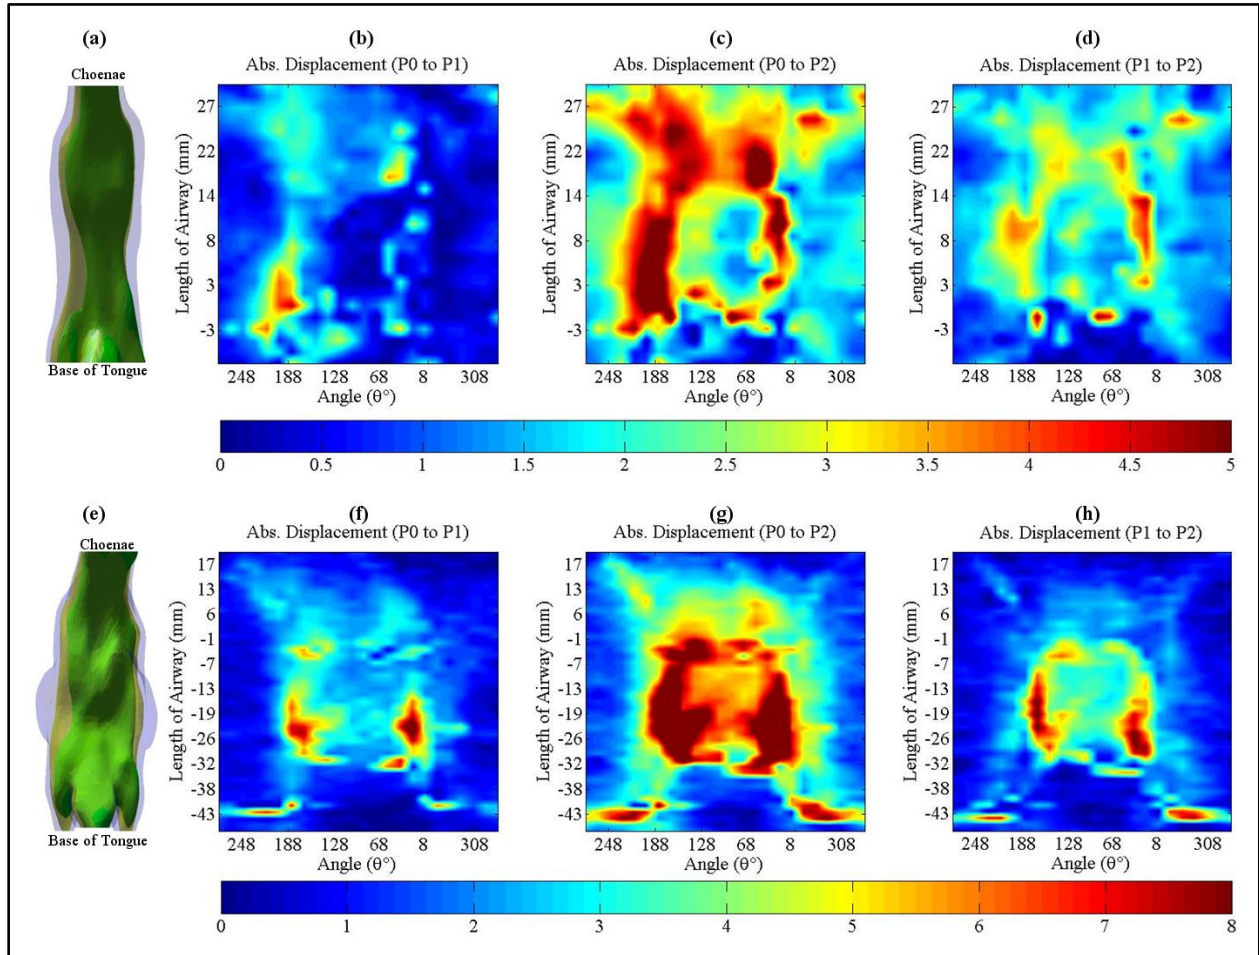 (a)
Choenae
Base of Tongue
(b)
Abs. Displacement (P0 to P1)
Length of Airway (mm)
27
22
14
8
3
-3
248 188 128 68 8 308
Angle (θ°)
(c)
Abs. Displacement (P0 to P2)
Length of Airway (mm)
27
22
14
8
3
-3
248 188 128 68 8 308
Angle (θ°)
(d)
Abs. Displacement (P1 to P2)
Length of Airway (mm)
27
22
14
8
3
-3
248 188 128 68 8 308
Angle (θ°)
0 0.5 1 1.5 2 2.5 3 3.5 4 4.5 5
(e)
Choenae
Base of Tongue
(f)
Abs. Displacement (P0 to P1)
Length of Airway (mm)
17
13
6
-1
-7
-13
-19
-26
-32
-38
-43
248 188 128 68 8 308
Angle (θ°)
(g)
Abs. Displacement (P0 to P2)
Length of Airway (mm)
17
13
6
-1
-7
-13
-19
-26
-32
-38
-43
248 188 128 68 8 308
Angle (θ°)
(h)
Abs. Displacement (P1 to P2)
Length of Airway (mm)
17
13
6
-1
-7
-13
-19
-26
-32
-38
-43
248 188 128 68 8 308
Angle (θ°)
0 1 2 3 4 5 6 7 8